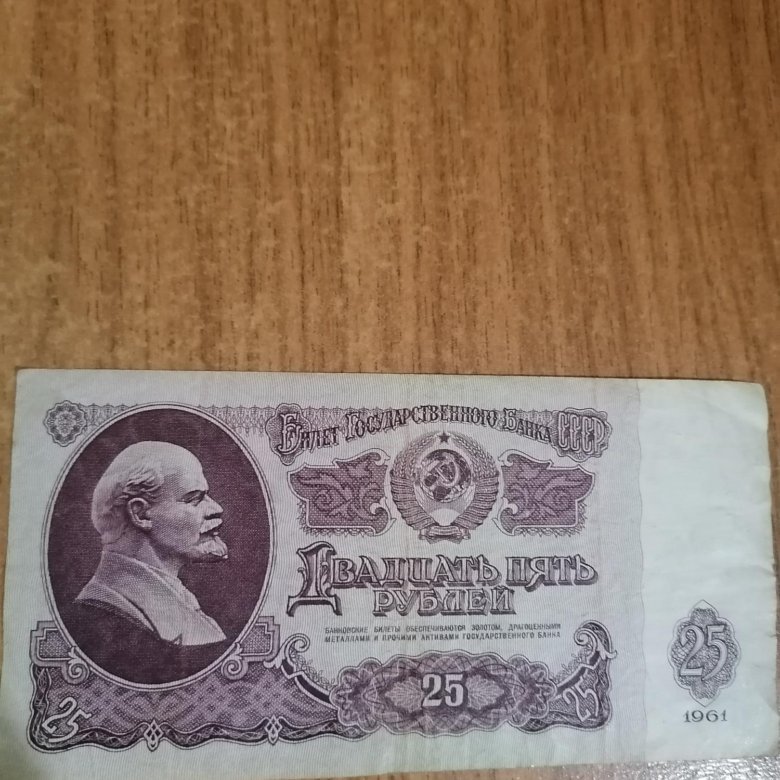 Билет Государственного Банка СССР
Двадцать пять
рублей
БАНКОВСКИЕ БИЛЕТЫ ОБЕСПЕЧИВАЮТСЯ ЗОЛОТОМ, ДРАГОЦЕННЫМИ
МЕТАЛЛАМИ И ПРОЧИМИ АКТИВАМИ ГОСУДАРСТВЕННОГО БАНКА
25
25
25
25
1961